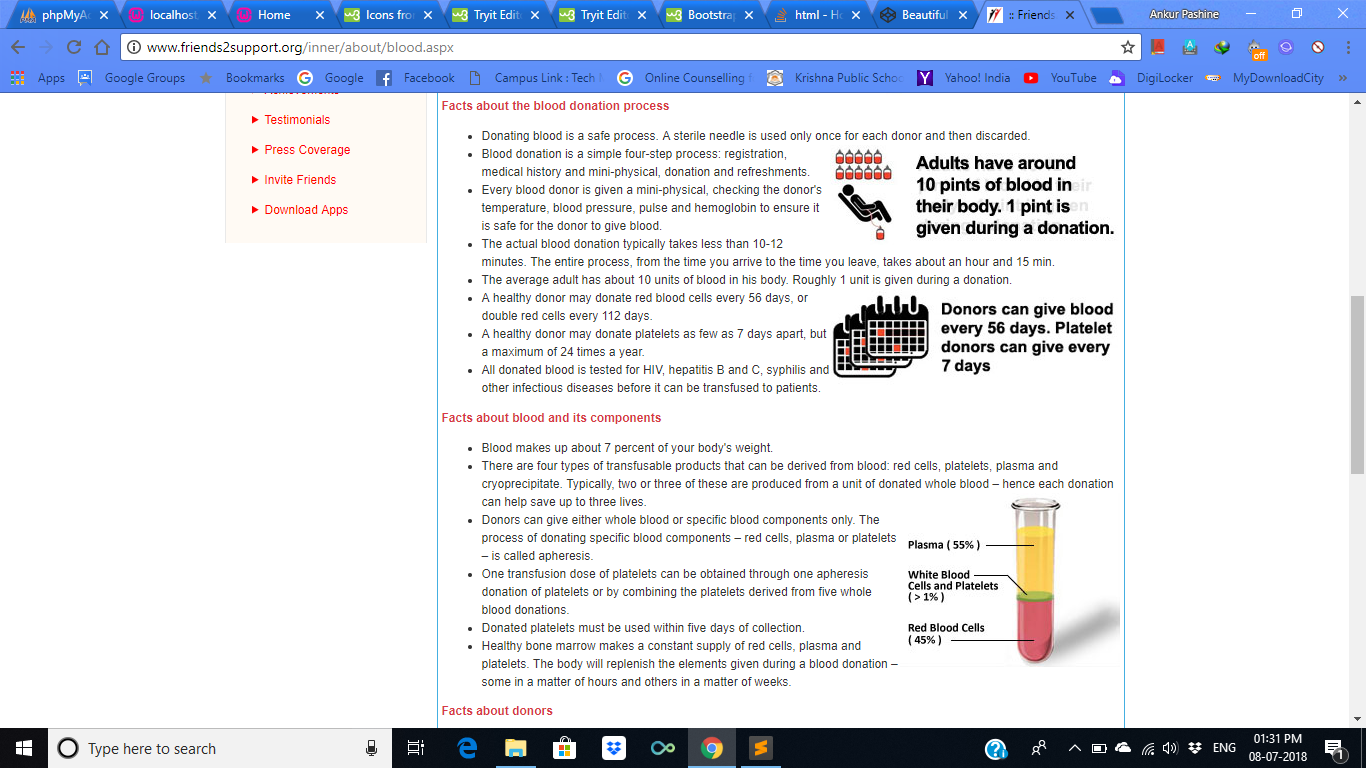 phpMyA
localhost
Home
Icons fro
Tryit Edit
Tryit Edit
Bootstrap
html - Ho
Beautiful
:: Friends
Ankur Pashine
www.friends2support.org/inner/about/blood.aspx
off
Apps
Google Groups
Bookmarks
Google
Facebook
Campus Link : Tech
Online Counselling f
Krishna Public Schoo
Yahoo! India
YouTube
DigiLocker
MyDownloadCity
»
Testimonials
Press Coverage
Invite Friends
Download Apps
Facts about the blood donation process
Donating blood is a safe process. A sterile needle is used only once for each donor and then discarded.
Blood donation is a simple four-step process: registration,
medical history and mini-physical, donation and refreshments.
Every blood donor is given a mini-physical, checking the donor's
temperature, blood pressure, pulse and hemoglobin to ensure it
is safe for the donor to give blood.
The actual blood donation typically takes less than 10-12
minutes. The entire process, from the time you arrive to the time you leave, takes about an hour and 15 min.
The average adult has about 10 units of blood in his body. Roughly 1 unit is given during a donation.
A healthy donor may donate red blood cells every 56 days, or
double red cells every 112 days.
A healthy donor may donate platelets as few as 7 days apart, but
a maximum of 24 times a year.
All donated blood is tested for HIV, hepatitis B and C, syphilis and
other infectious diseases before it can be transfused to patients.
Adults have around
10 pints of blood in
their body. 1 pint is
given during a donation.
Donors can give blood
every 56 days. Platelet
donors can give every
7 days
Facts about blood and its components
Blood makes up about 7 percent of your body's weight.
There are four types of transfusable products that can be derived from blood: red cells, platelets, plasma and
cryoprecipitate. Typically, two or three of these are produced from a unit of donated whole blood – hence each donation
can help save up to three lives.
Donors can give either whole blood or specific blood components only. The
process of donating specific blood components – red cells, plasma or platelets
– is called apheresis.
One transfusion dose of platelets can be obtained through one apheresis
donation of platelets or by combining the platelets derived from five whole
blood donations.
Donated platelets must be used within five days of collection.
Healthy bone marrow makes a constant supply of red cells, plasma and
platelets. The body will replenish the elements given during a blood donation –
some in a matter of hours and others in a matter of weeks.
Plasma ( 55% )
White Blood
Cells and Platelets
( > 1% )
Red Blood Cells
( 45% )
Facts about donors
Type here to search
ENG
01:31 PM
08-07-2018
1